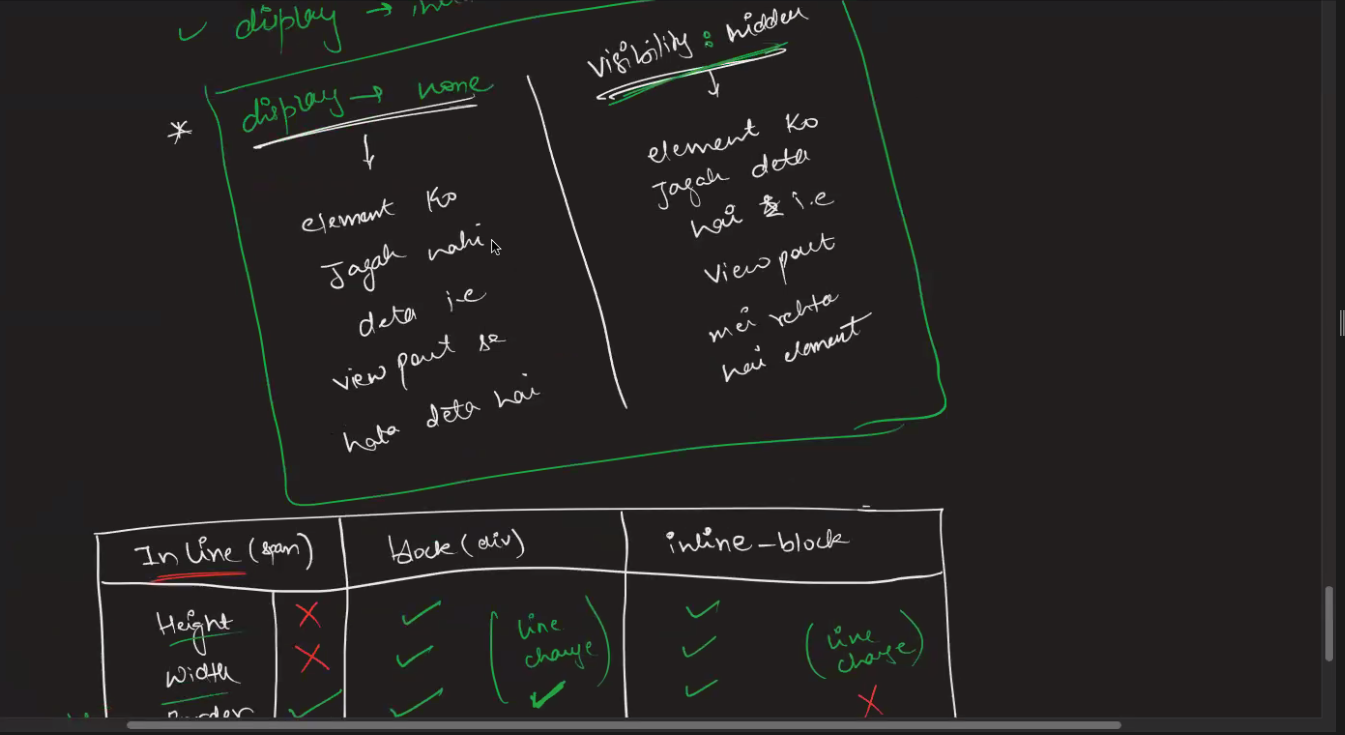 ✓ display →
display → none
*
↓
element Ko
Jagah nahi
deta i.e
view port se
hata deta hai
visibility : hidden
↓
element Ko
Jagah deta
hai i.e
View port
mei rehta
hai element
In line (span) block (div) inline-block
Height ✗ ✓ (line change) ✓ (line change)
Width ✗ ✓ ✓ ✓
Border ✓ ✓ ✓ ✗